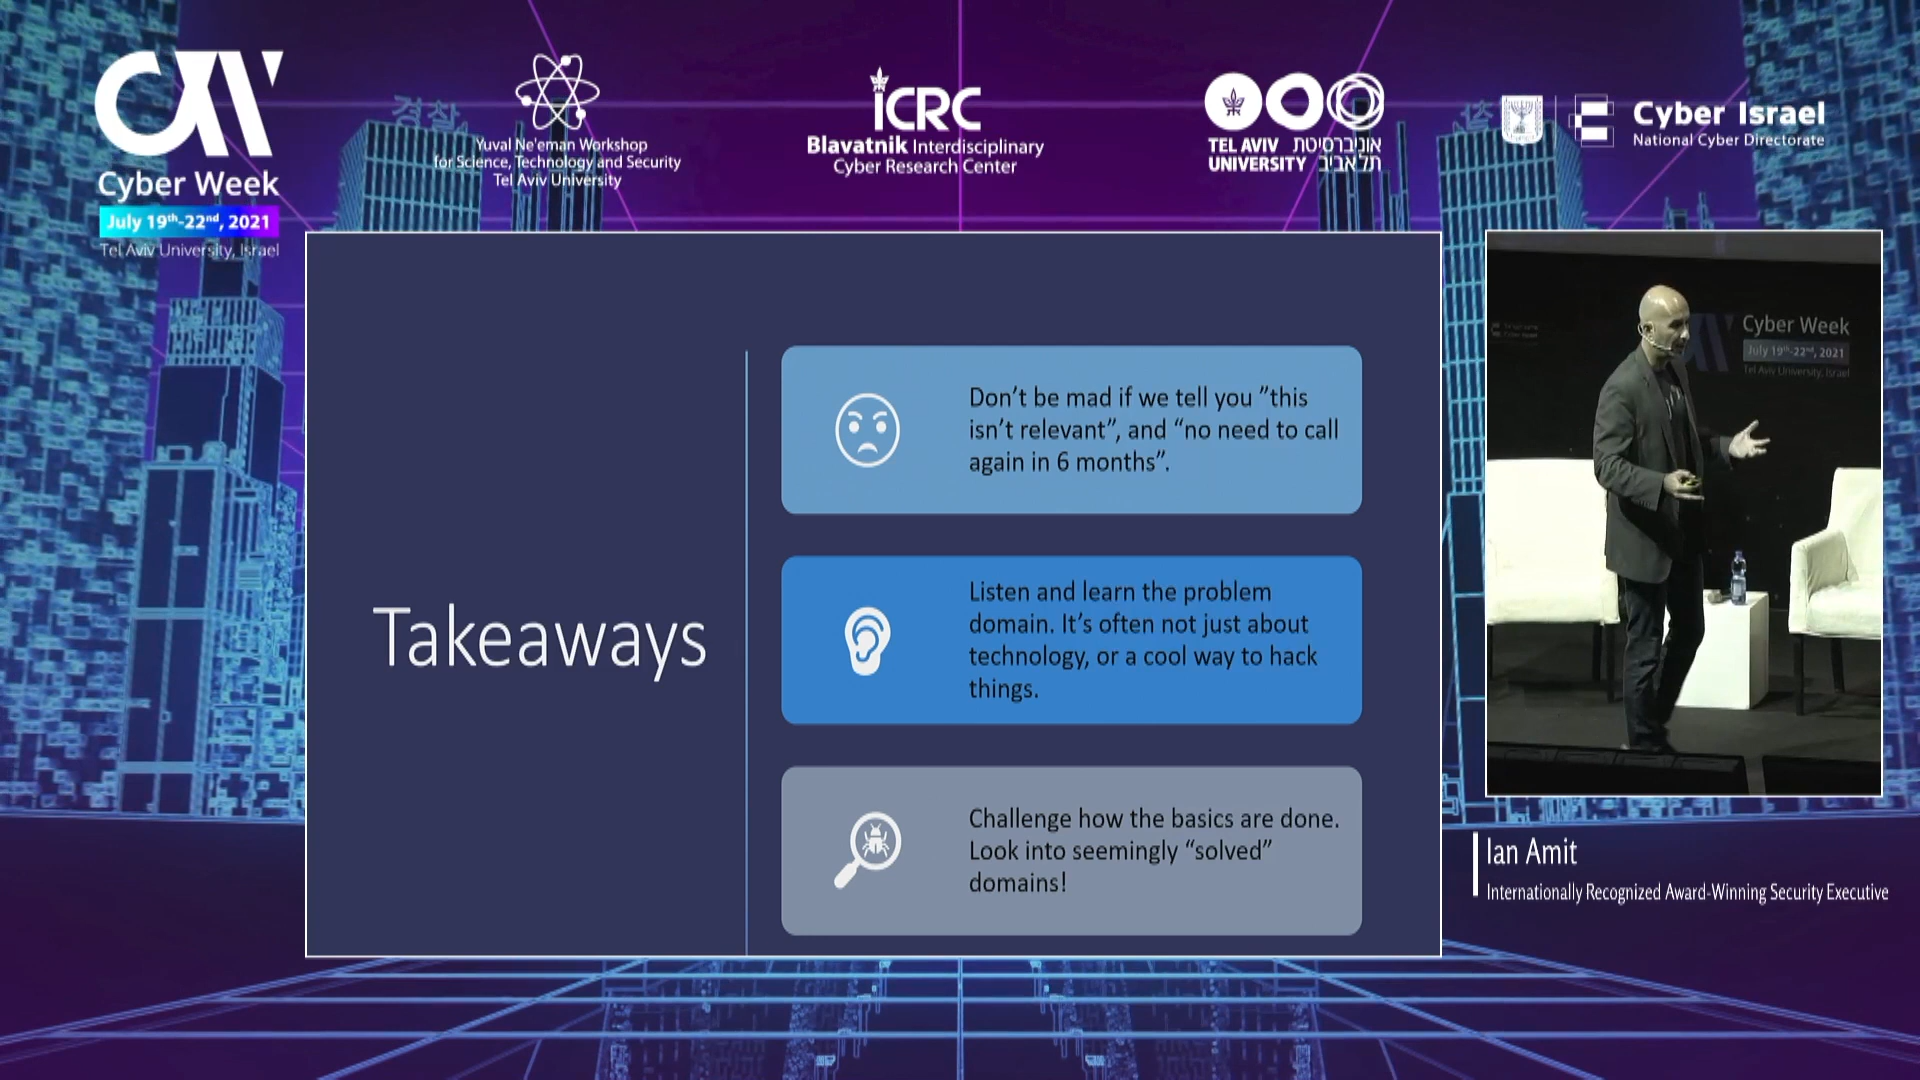 Cyber Week
July 19th-22nd, 2021
Tel Aviv University, Israel
Yuval Ne'eman Workshop
for Science, Technology and Security
Tel Aviv University
ICRC
Blavatnik Interdisciplinary
Cyber Research Center
TEL AVIV אוניברסיטת
UNIVERSITY תל אביב
Cyber Israel
National Cyber Directorate
경찰
Takeaways
Don’t be mad if we tell you ”this
isn’t relevant”, and “no need to call
again in 6 months”.
Listen and learn the problem
domain. It’s often not just about
technology, or a cool way to hack
things.
Challenge how the basics are done.
Look into seemingly “solved”
domains!
Cyber Week
July 19th-22nd, 2021
Tel Aviv University, Israel
Ian Amit
Internationally Recognized Award-Winning Security Executive